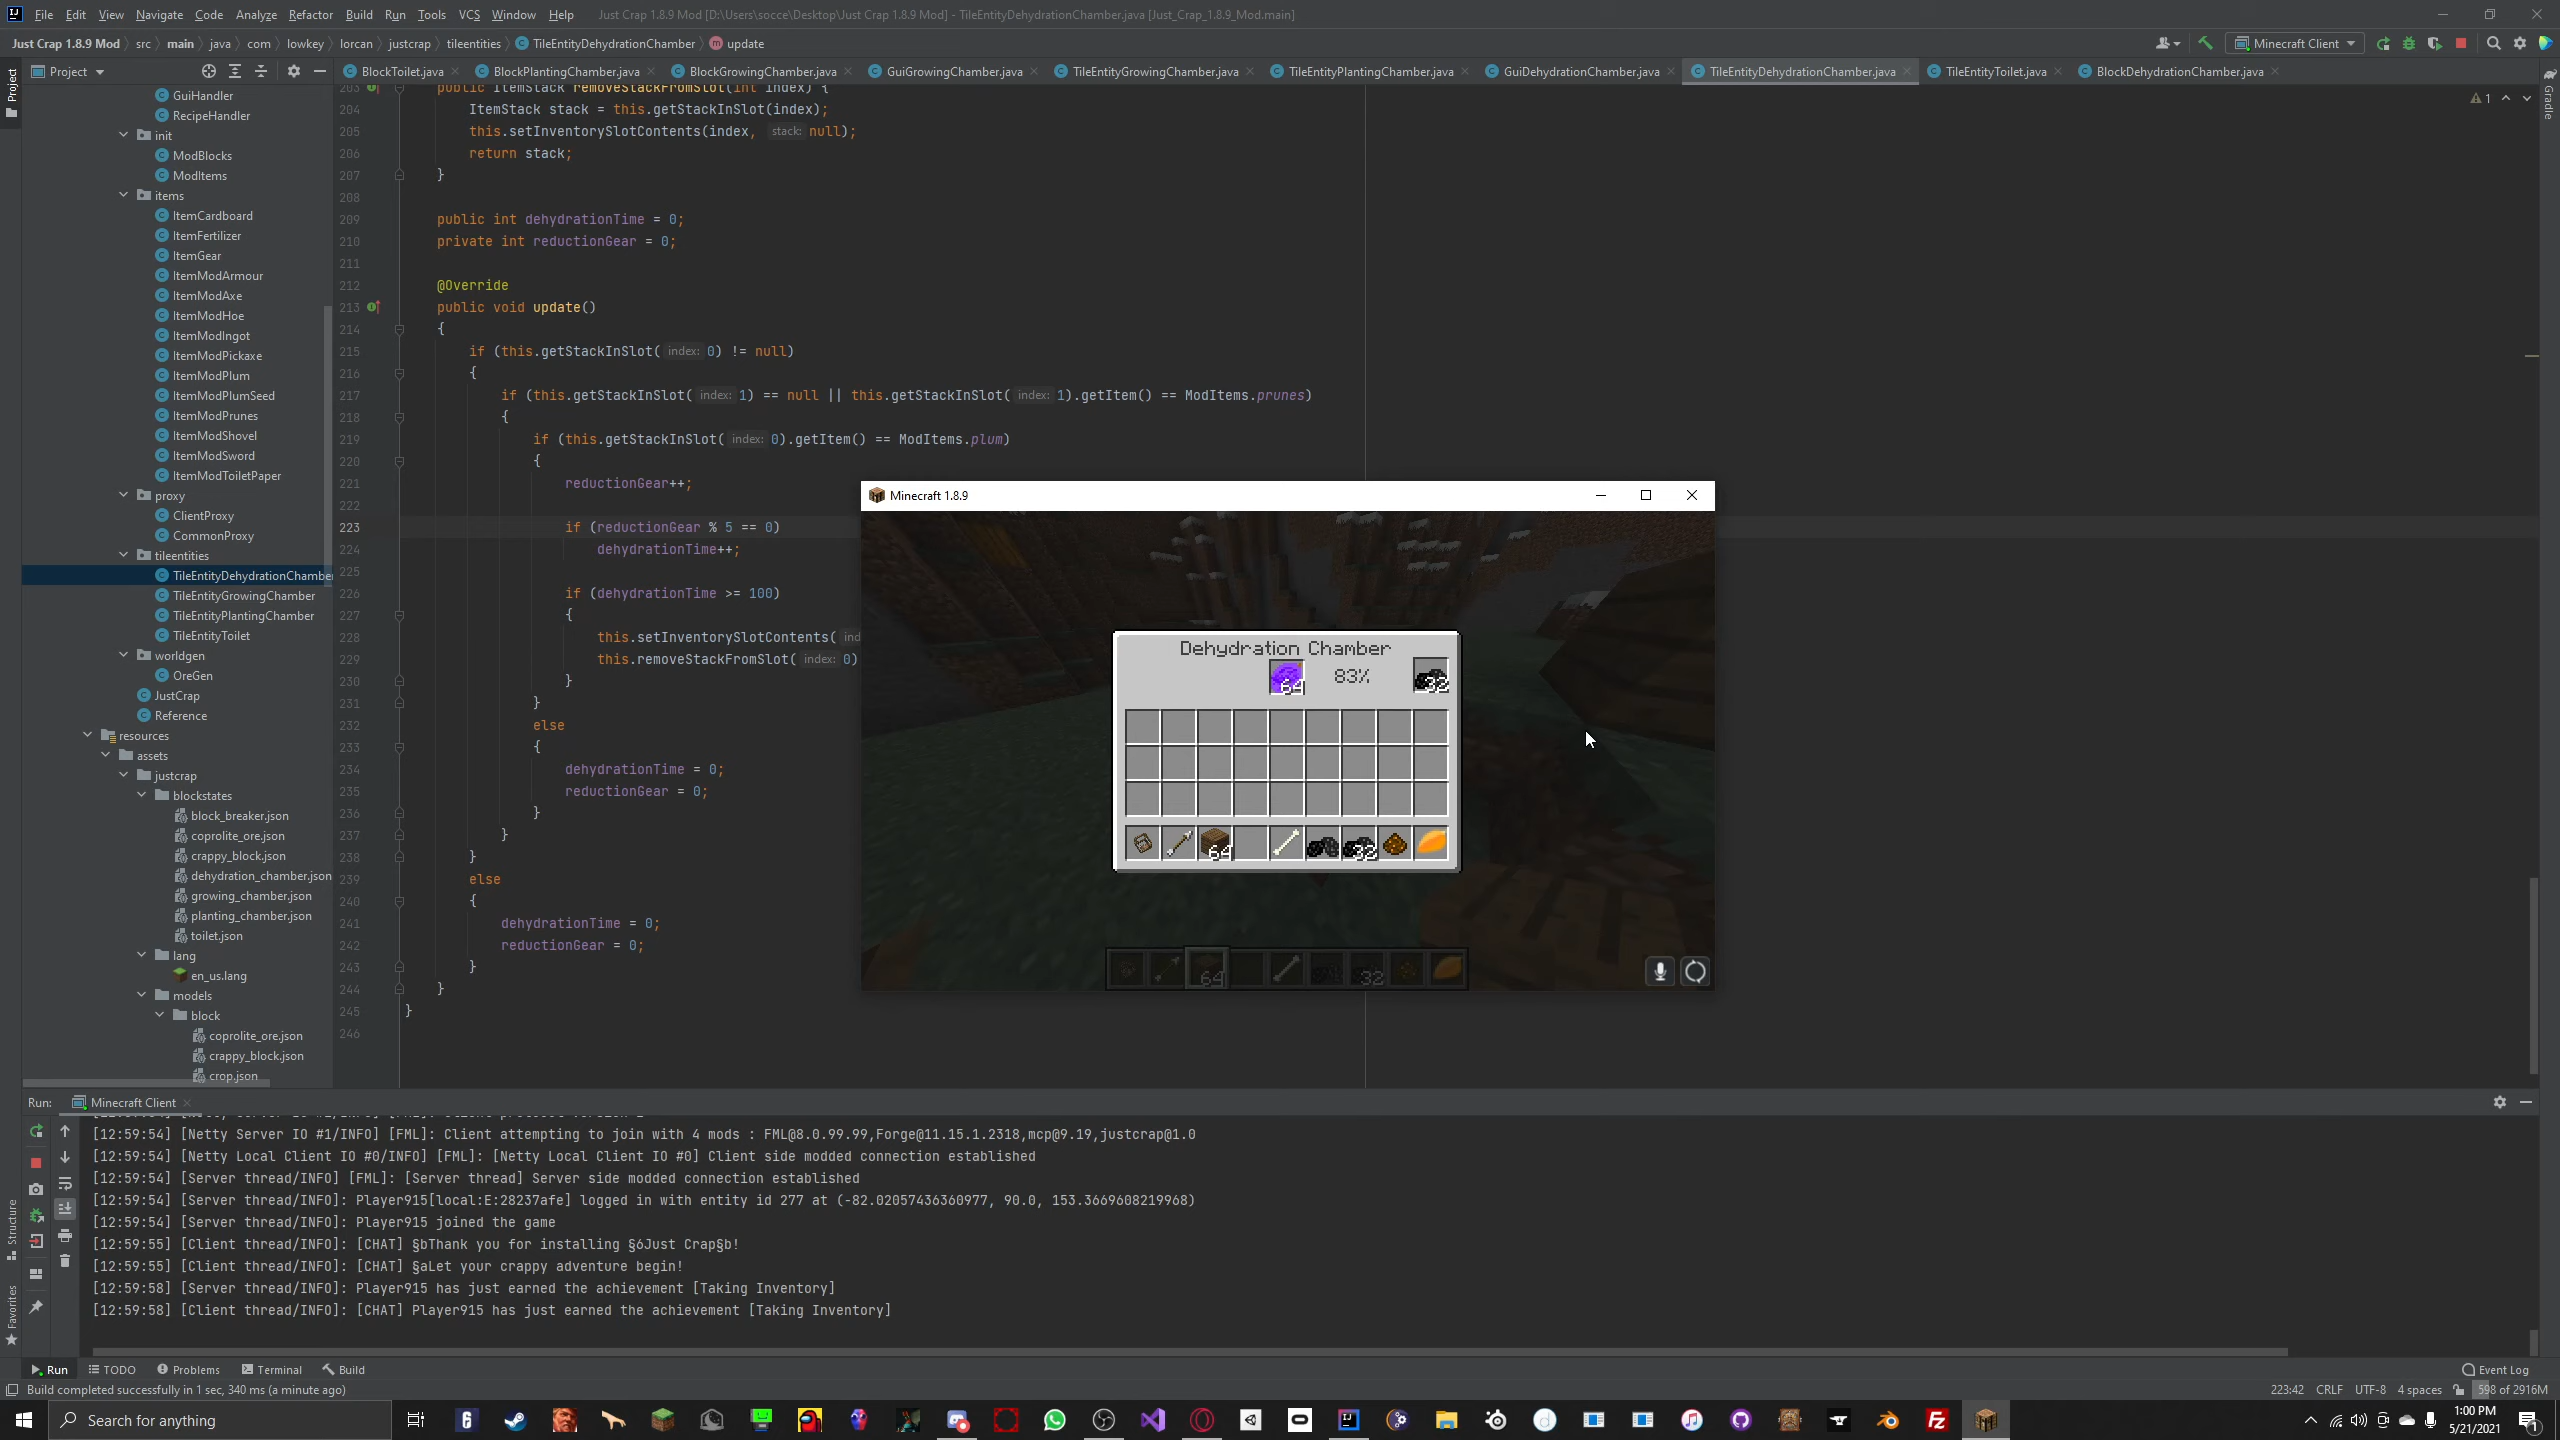 File Edit View Navigate Code Analyze Refactor Build Run Tools VCS Window Help Just Crap 1.8.9 Mod [D:\Users\socce\Desktop\Just Crap 1.8.9 Mod] - TileEntityDehydrationChamber.java [Just_Crap_1.8.9_Mod.main]
Just Crap 1.8.9 Mod src main java com lowkey lorcan justcrap tileentities TileEntityDehydrationChamber update Minecraft Client
Project BlockToilet.java BlockPlantingChamber.java BlockGrowingChamber.java GuiGrowingChamber.java TileEntityGrowingChamber.java TileEntityPlantingChamber.java GuiDehydrationChamber.java TileEntityDehydrationChamber.java TileEntityToilet.java BlockDehydrationChamber.java
Project
Gradle
Structure
Favorites
1
GuiHandler
RecipeHandler
init
ModBlocks
ModItems
items
ItemCardboard
ItemFertilizer
ItemGear
ItemModArmour
ItemModAxe
ItemModHoe
ItemModIngot
ItemModPickaxe
ItemModPlum
ItemModPlumSeed
ItemModPrunes
ItemModShovel
ItemModSword
ItemModToiletPaper
proxy
ClientProxy
CommonProxy
tileentities
TileEntityDehydrationChamber
TileEntityGrowingChamber
TileEntityPlantingChamber
TileEntityToilet
worldgen
OreGen
JustCrap
Reference
resources
assets
justcrap
blockstates
block_breaker.json
coprolite_ore.json
crappy_block.json
dehydration_chamber.json
growing_chamber.json
planting_chamber.json
toilet.json
lang
en_us.lang
models
block
coprolite_ore.json
crappy_block.json
crop.json
203 public ItemStack removeStackFromSlot(int index) {
204 ItemStack stack = this.getStackInSlot(index);
205 this.setInventorySlotContents(index, stack: null);
206 return stack;
207 }
208
209 public int dehydrationTime = 0;
210 private int reductionGear = 0;
211
212 @Override
213 public void update()
214 {
215 if (this.getStackInSlot( index: 0) != null)
216 {
217 if (this.getStackInSlot( index: 1) == null || this.getStackInSlot( index: 1).getItem() == ModItems.prunes)
218 {
219 if (this.getStackInSlot( index: 0).getItem() == ModItems.plum)
220 {
221 reductionGear++;
222
223 if (reductionGear % 5 == 0)
224 dehydrationTime++;
225
226 if (dehydrationTime >= 100)
227 {
228 this.setInventorySlotContents( ind
229 this.removeStackFromSlot( index: 0)
230 }
231 }
232 else
233 {
234 dehydrationTime = 0;
235 reductionGear = 0;
236 }
237 }
238 }
239 else
240 {
241 dehydrationTime = 0;
242 reductionGear = 0;
243 }
244 }
245 }
246
Minecraft 1.8.9
Dehydration Chamber
64 83% 32
64 32
64 32
Run: Minecraft Client
[12:59:54] [Netty Server IO #1/INFO] [FML]: Client attempting to join with 4 mods : FML@8.0.99.99,Forge@11.15.1.2318,mcp@9.19,justcrap@1.0
[12:59:54] [Netty Local Client IO #0/INFO] [FML]: [Netty Local Client IO #0] Client side modded connection established
[12:59:54] [Server thread/INFO] [FML]: [Server thread] Server side modded connection established
[12:59:54] [Server thread/INFO]: Player915[local:E:28237afe] logged in with entity id 277 at (-82.02057436360977, 90.0, 153.3669608219968)
[12:59:54] [Server thread/INFO]: Player915 joined the game
[12:59:55] [Client thread/INFO]: [CHAT] §bThank you for installing §6Just Crap§b!
[12:59:55] [Client thread/INFO]: [CHAT] §aLet your crappy adventure begin!
[12:59:58] [Server thread/INFO]: Player915 has just earned the achievement [Taking Inventory]
[12:59:58] [Client thread/INFO]: [CHAT] Player915 has just earned the achievement [Taking Inventory]
Run TODO Problems Terminal Build Event Log
Build completed successfully in 1 sec, 340 ms (a minute ago) 223:42 CRLF UTF-8 4 spaces 598 of 2916M
Search for anything
1:00 PM
5/21/2021